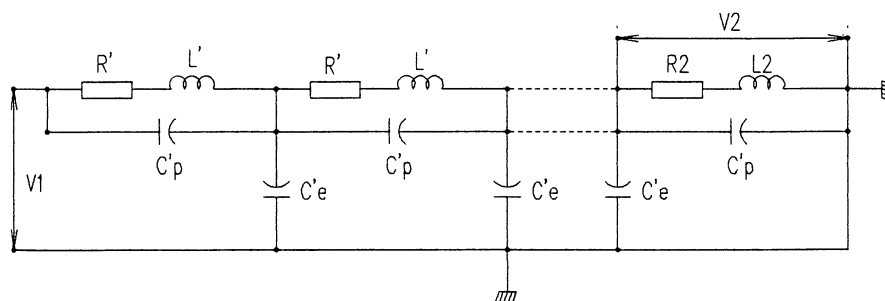 V2
R' L' R' L' R2 L2
C'p C'p C'p
V1 C'e C'e C'e